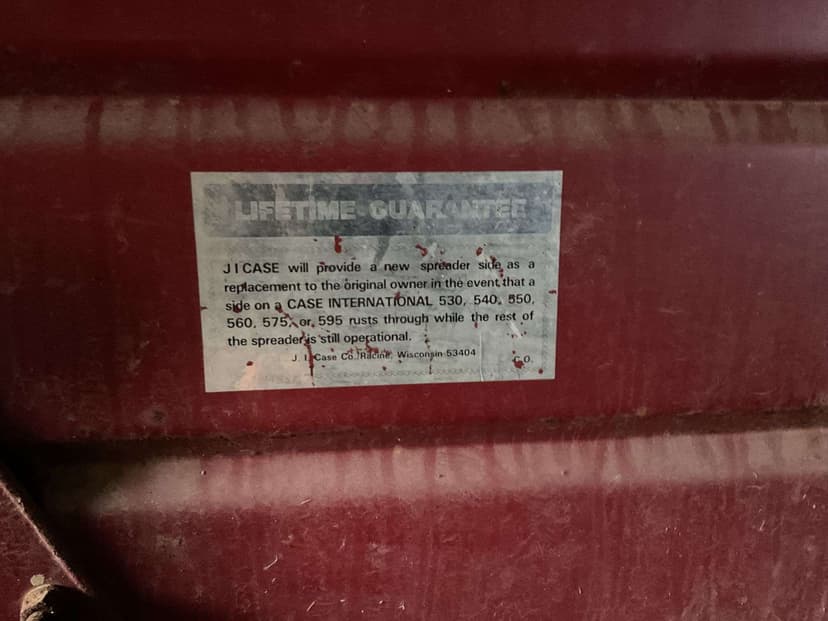 LIFETIME GUARANTEE
J I CASE will provide a new spreader side as a
replacement to the original owner in the event that a
side on a CASE INTERNATIONAL 530, 540, 550,
560, 575, or 595 rusts through while the rest of
the spreader is still operational.
J. I. Case Co. Racine, Wisconsin 53404